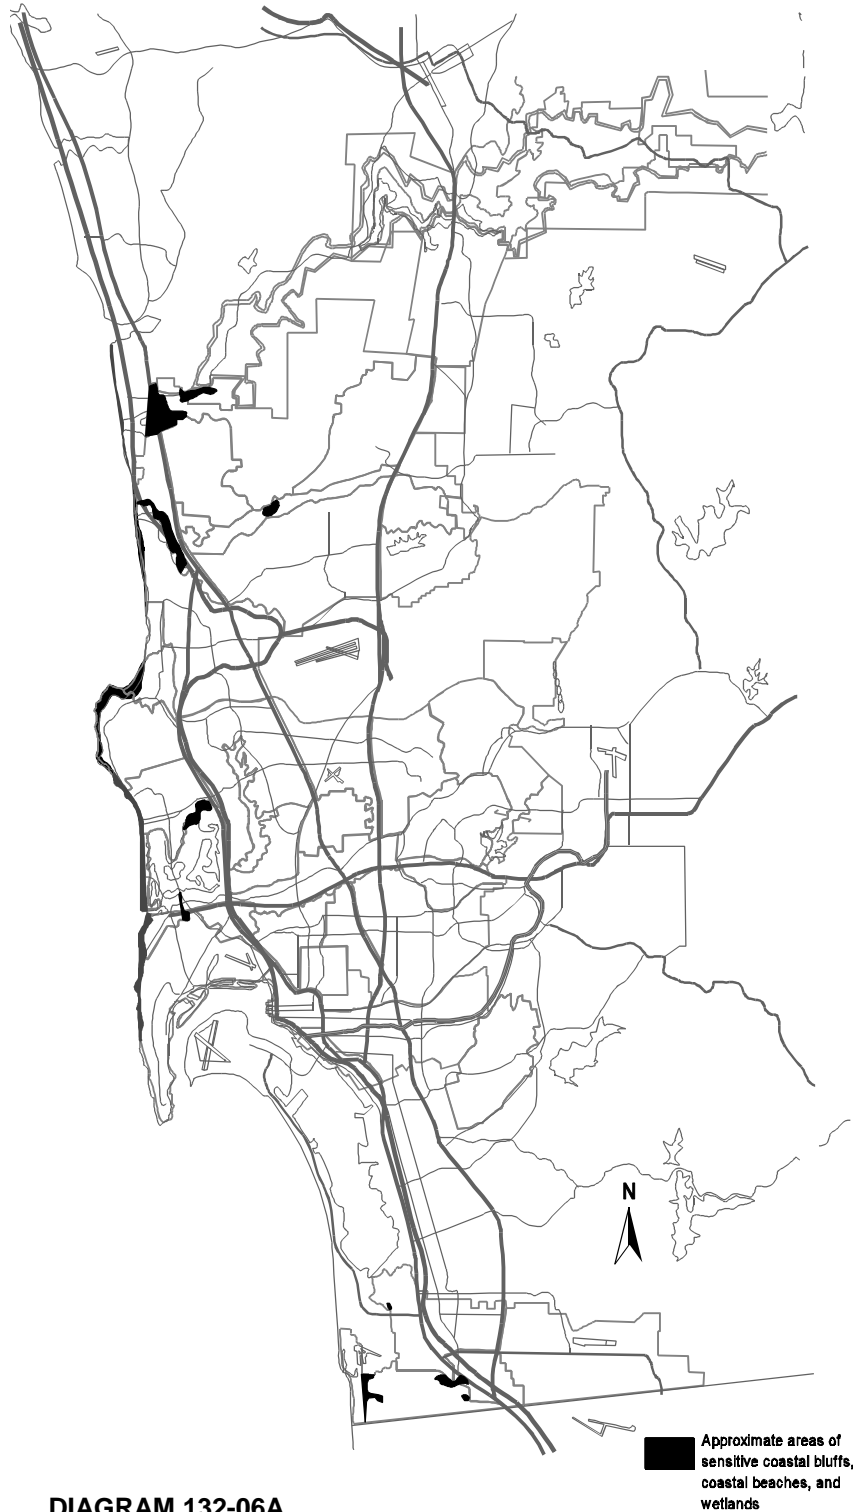 N
Approximate areas of
sensitive coastal bluffs,
coastal beaches, and
wetlands
DIAGRAM 132-06A